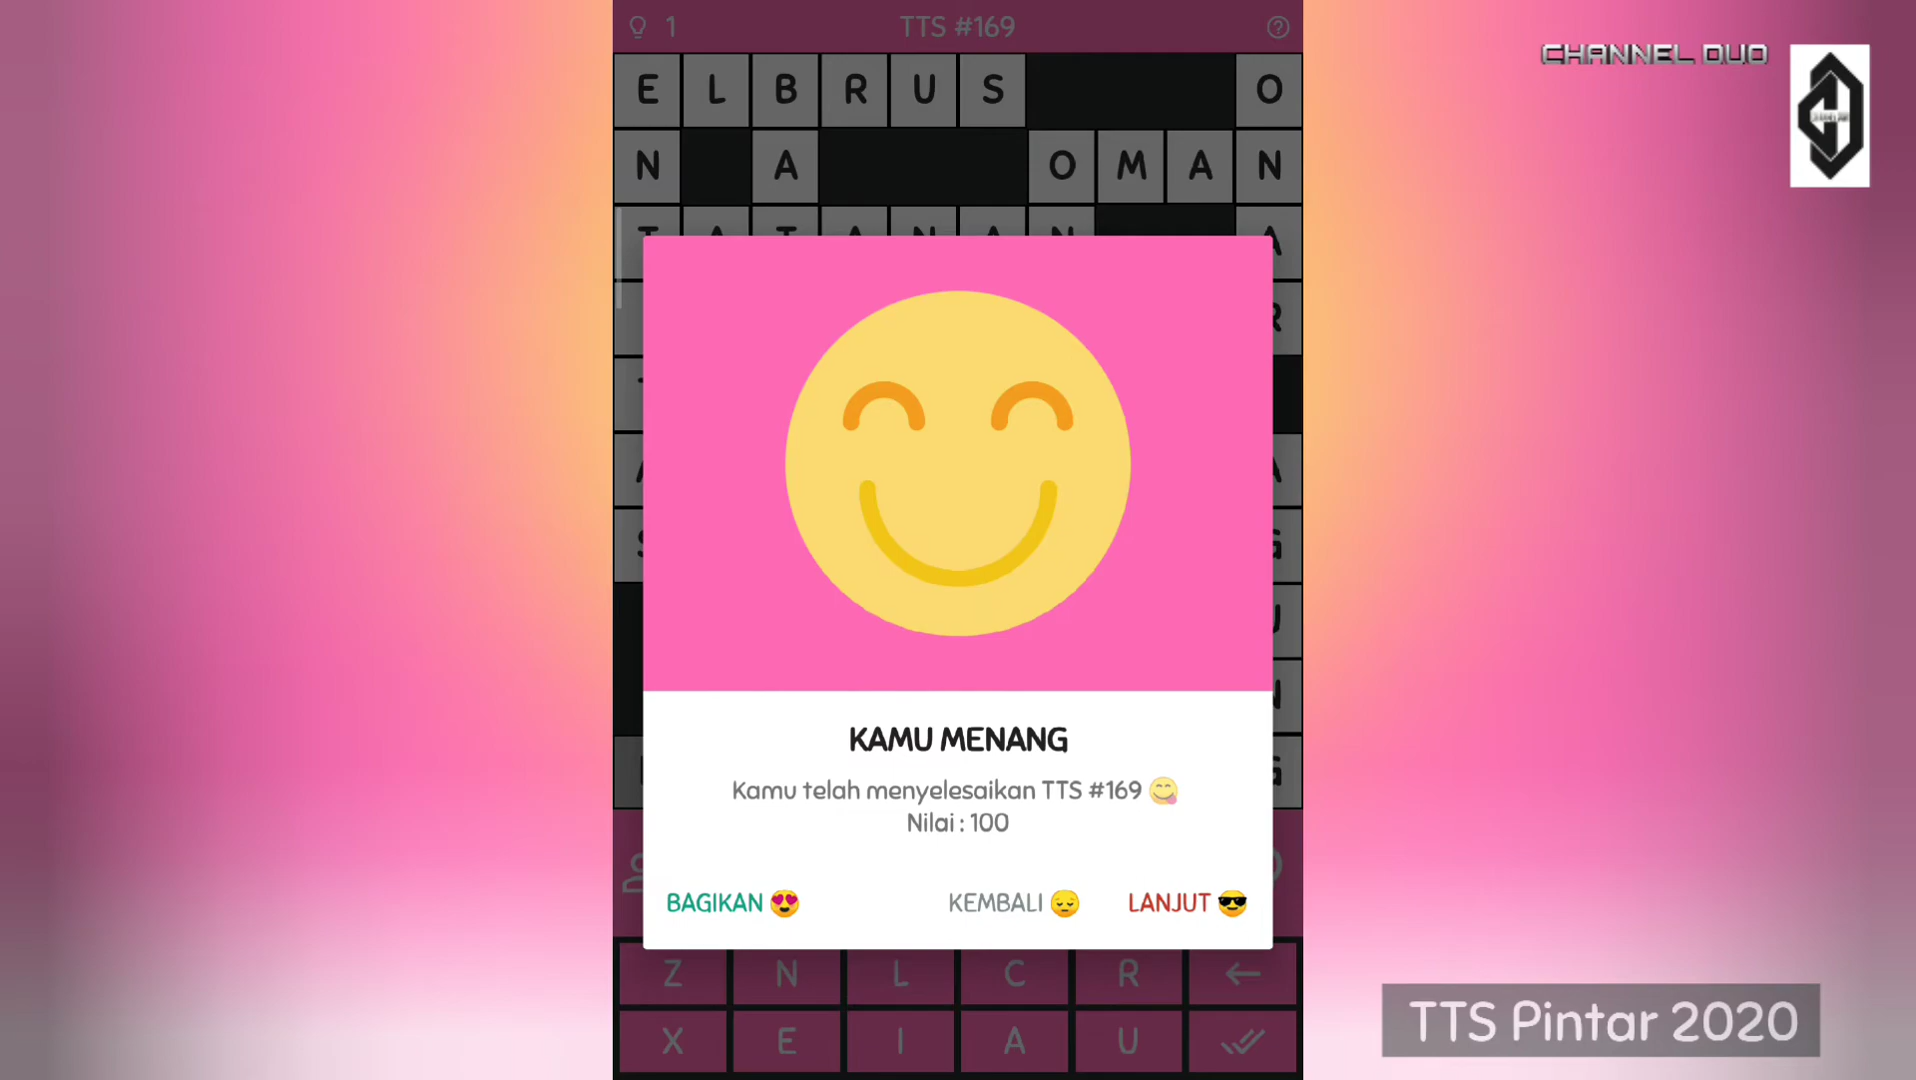 1 TTS #169
CHANNEL DUO
E L B R U S O
N A O M A N
T A T A N A N A
R
A
S G
U
N
G
KAMU MENANG
Kamu telah menyelesaikan TTS #169 😋
Nilai : 100
BAGIKAN 😍 KEMBALI 😔 LANJUT 😎
Z N L C R ←
X E I A U
TTS Pintar 2020